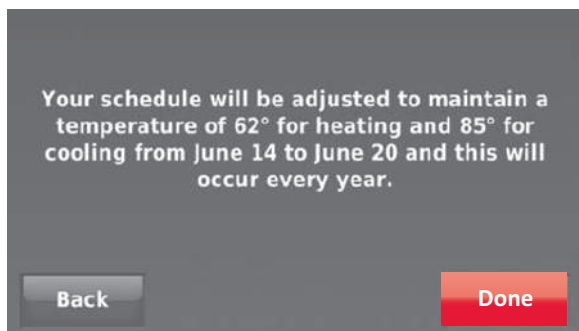 Your schedule will be adjusted to maintain a
temperature of 62° for heating and 85° for
cooling from June 14 to June 20 and this will
occur every year.
Back
Done